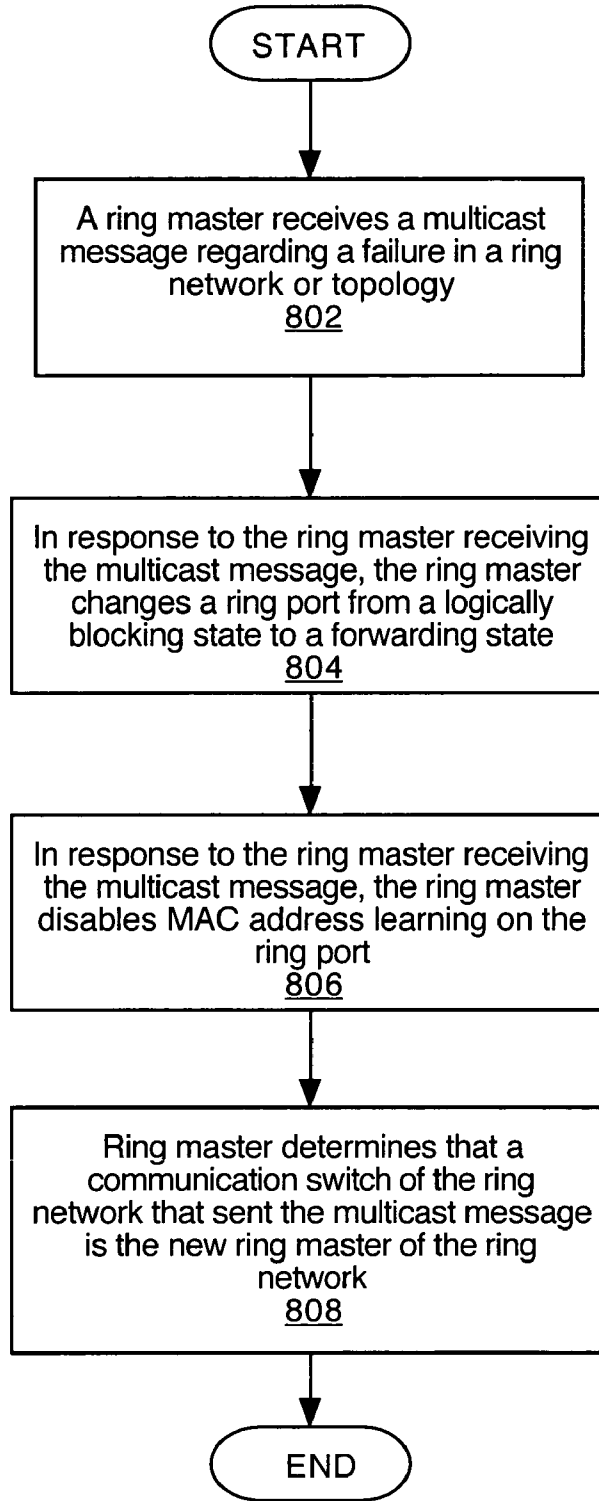 START
A ring master receives a multicast
message regarding a failure in a ring
network or topology
802
In response to the ring master receiving
the multicast message, the ring master
changes a ring port from a logically
blocking state to a forwarding state
804
In response to the ring master receiving
the multicast message, the ring master
disables MAC address learning on the
ring port
806
Ring master determines that a
communication switch of the ring
network that sent the multicast message
is the new ring master of the ring
network
808
END